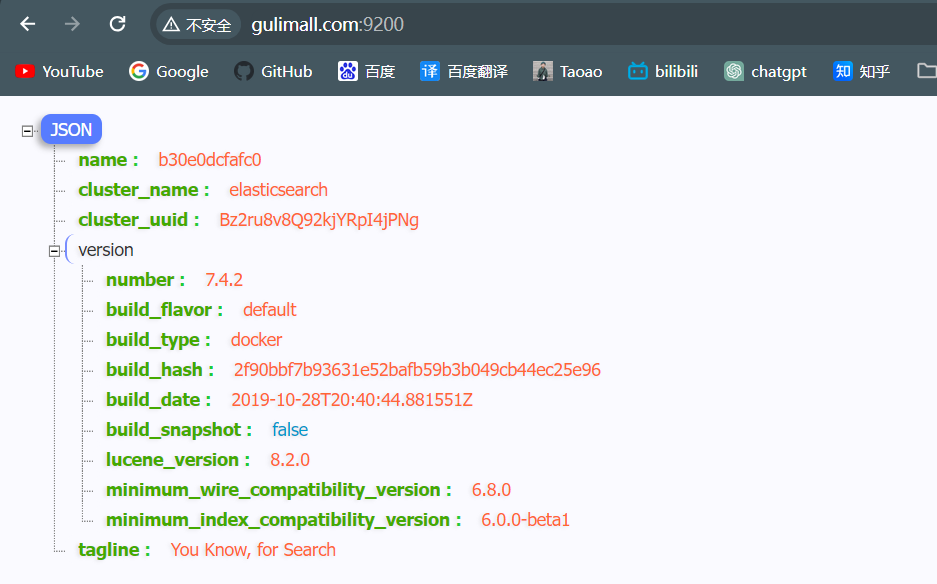 不安全 gulimall.com:9200
YouTube Google GitHub 百度 译 百度翻译 Taoao bilibili chatgpt 知 知乎
JSON
name : b30e0dcfafc0
cluster_name : elasticsearch
cluster_uuid : Bz2ru8v8Q92kjYRpI4jPNg
version
number : 7.4.2
build_flavor : default
build_type : docker
build_hash : 2f90bbf7b93631e52bafb59b3b049cb44ec25e96
build_date : 2019-10-28T20:40:44.881551Z
build_snapshot : false
lucene_version : 8.2.0
minimum_wire_compatibility_version : 6.8.0
minimum_index_compatibility_version : 6.0.0-beta1
tagline : You Know, for Search